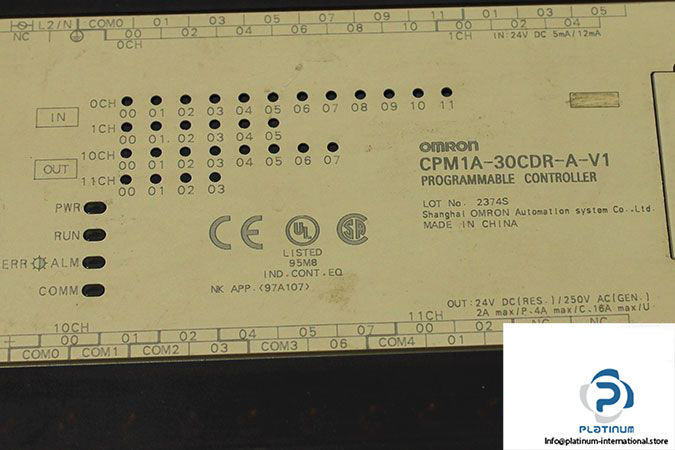 L2/N COM0 01 03 05 07 09 11 01 03 05
NC 00 02 04 06 08 10 00 02 04
0CH 1CH IN:24V DC 5mA/12mA
IN
0CH
00 01 02 03 04 05 06 07 08 09 10 11
1CH
00 01 02 03 04 05
OUT
10CH
00 01 02 03 04 05 06 07
11CH
00 01 02 03
PWR
RUN
ERR ALM
COMM
CE UL SA
LISTED
95M8
IND.CONT.EQ
NK APP.(97A107)
OMRON
CPM1A-30CDR-A-V1
PROGRAMMABLE CONTROLLER
LOT No. 2374S
Shanghai OMRON Automation system Co.,Ltd.
MADE IN CHINA
OUT:24V DC(RES.)/250V AC(GEN.)
2A max/P.4A max/C.16A max/U
10CH 11CH
00 01 02 03 04 05 07 00 02 NC NC
COM0 COM1 COM2 03 COM3 06 COM4 01
PLATINUM
Info@platinum-international.store